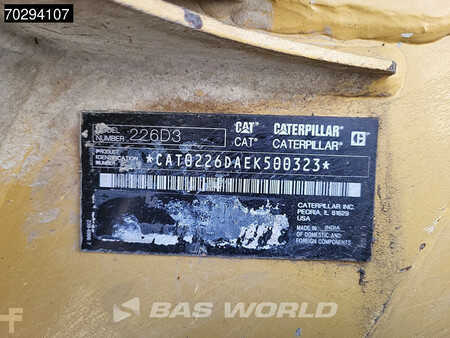 70294107
MODEL NUMBER 226D3
CAT CATERPILLAR
CAT CATERPILLAR
PRODUCT IDENTIFICATION NUMBER *CAT0226DAEK500323*
CATERPILLAR INC.
PEORIA, IL 61629
USA
MADE IN INDIA
OF DOMESTIC AND
FOREIGN COMPONENTS
BAS WORLD